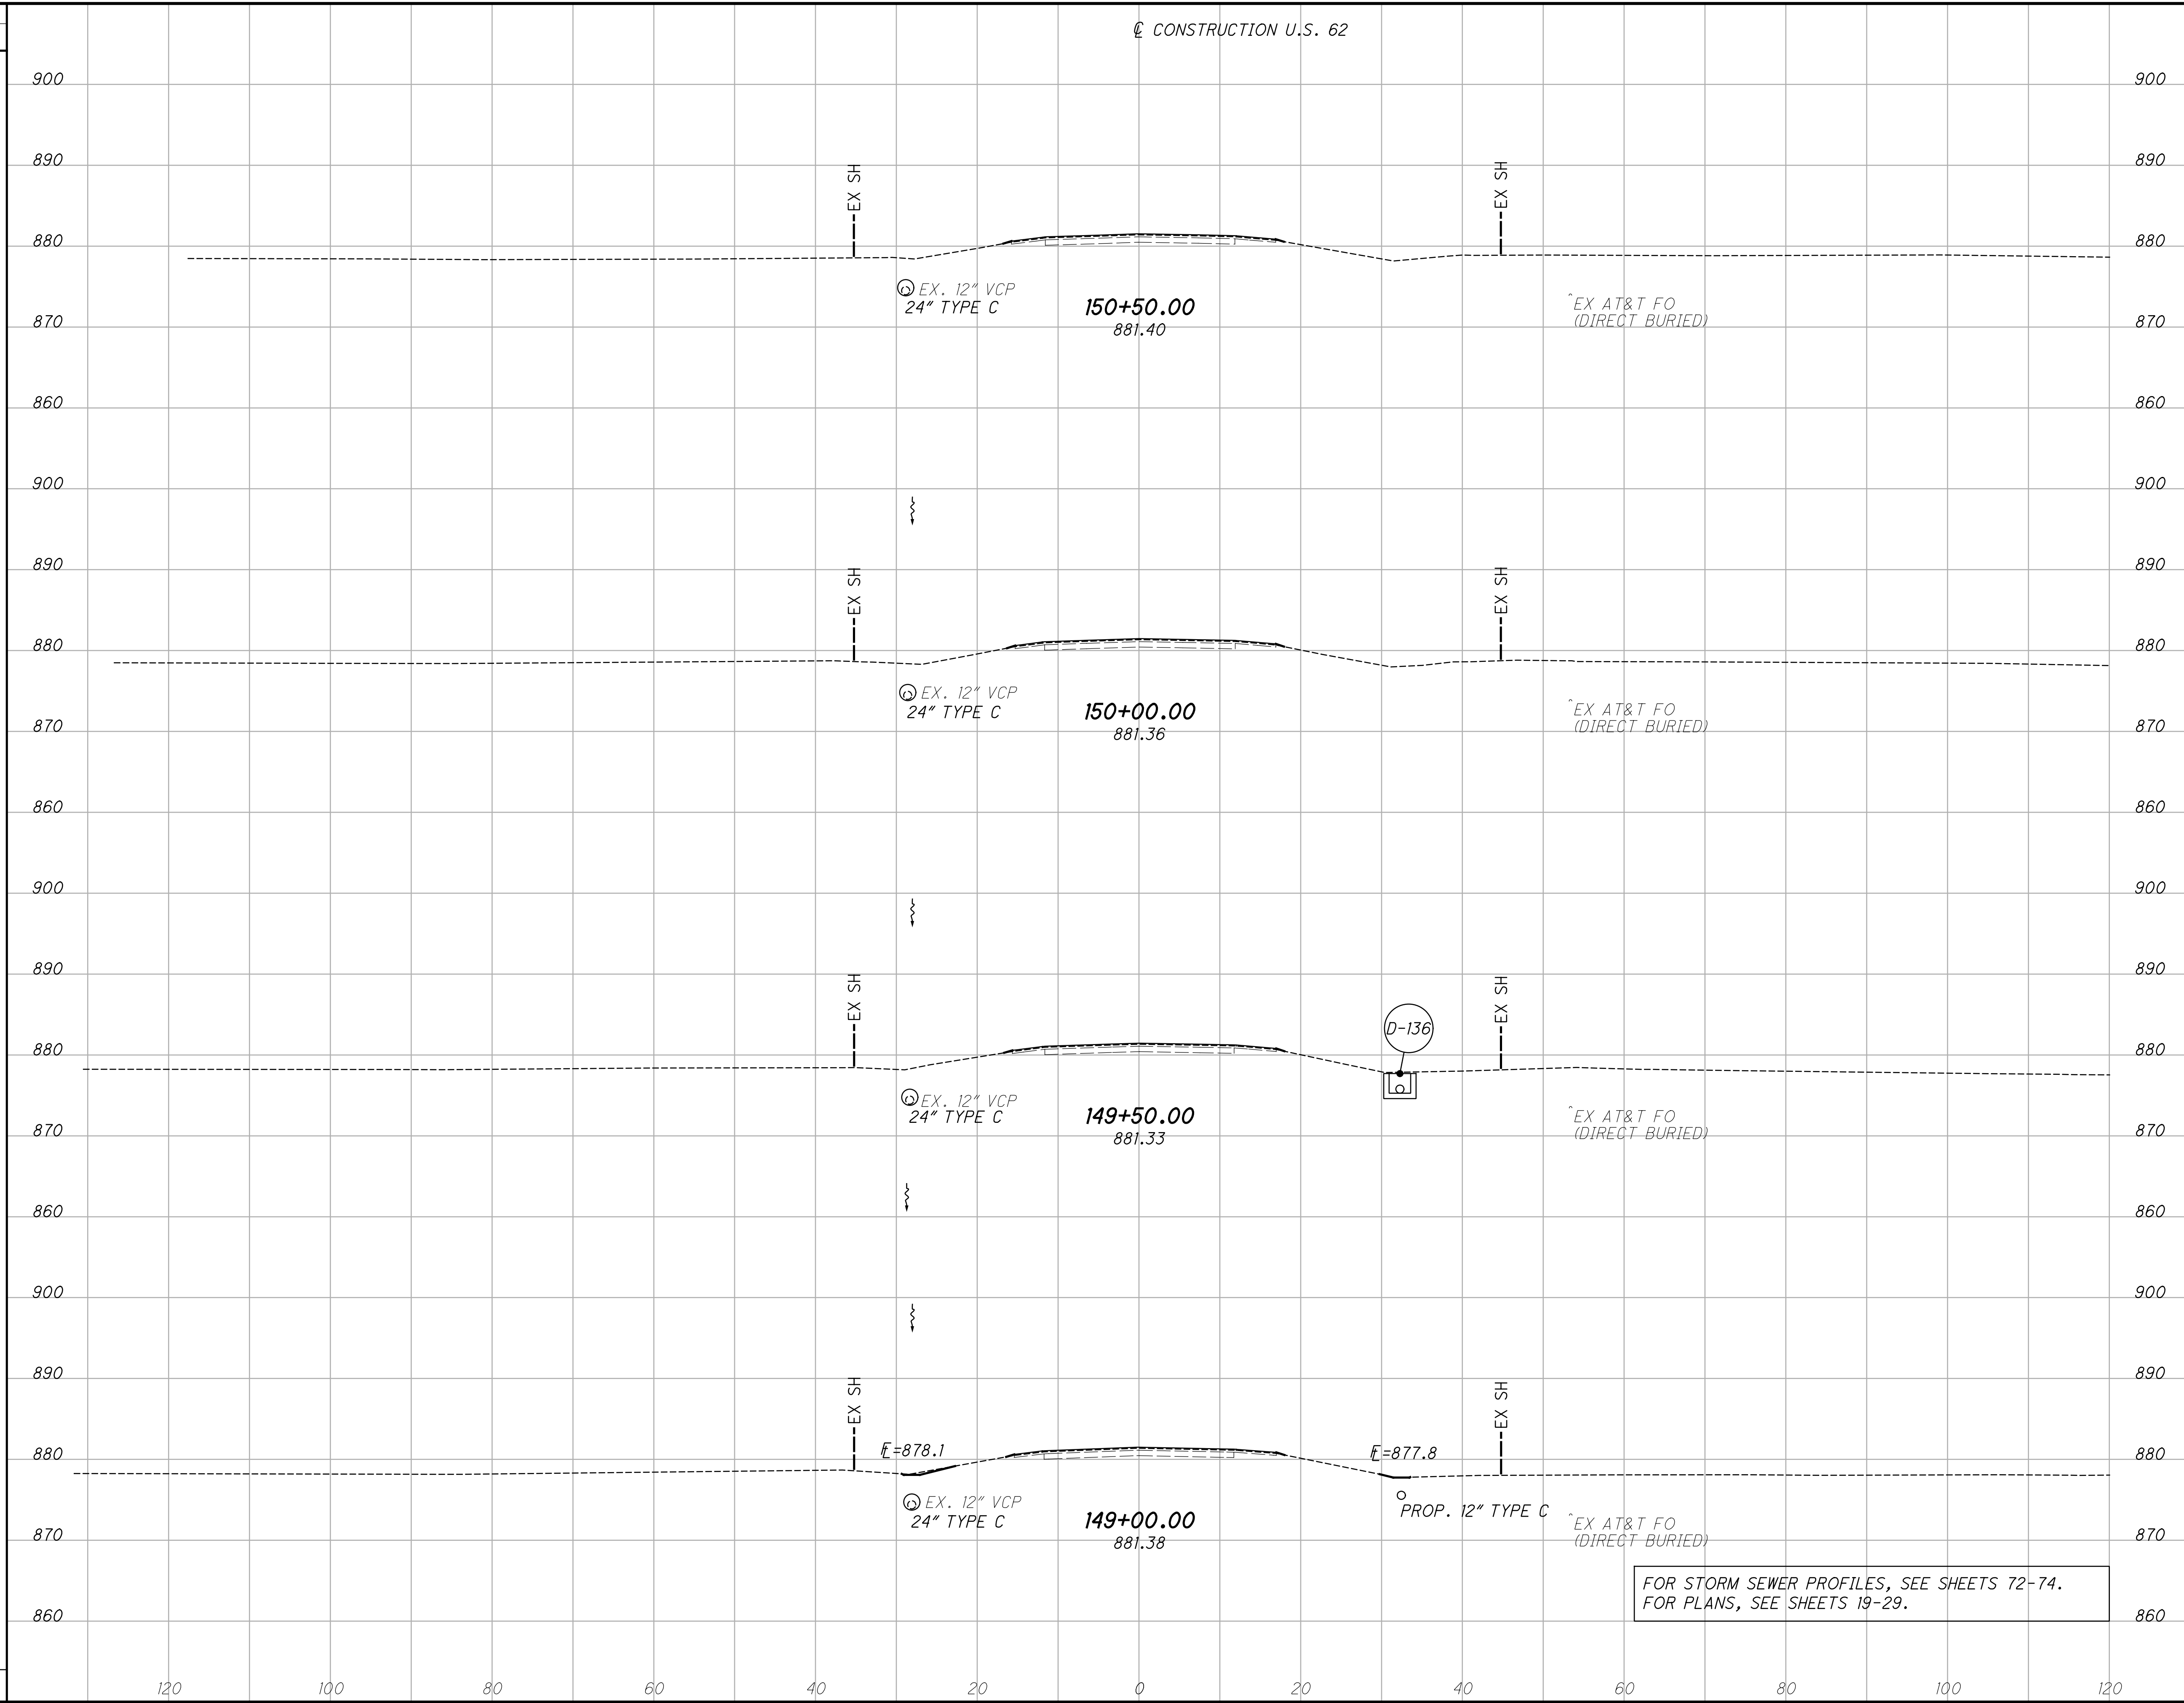 ℄ CONSTRUCTION U.S. 62
900 900
890 890
EX SH EX SH
880 880
EX. 12" VCP
24" TYPE C
150+50.00
881.40
^EX AT&T FO
(DIRECT BURIED)
870 870
860 860
900 900
890 890
EX SH EX SH
880 880
EX. 12" VCP
24" TYPE C
150+00.00
881.36
^EX AT&T FO
(DIRECT BURIED)
870 870
860 860
900 900
890 890
EX SH EX SH
D-136
880 880
EX. 12" VCP
24" TYPE C
149+50.00
881.33
^EX AT&T FO
(DIRECT BURIED)
870 870
860 860
900 900
890 890
EX SH EX SH
=878.1
=877.8
880 880
EX. 12" VCP
24" TYPE C
149+00.00
881.38
PROP. 12" TYPE C
^EX AT&T FO
(DIRECT BURIED)
870 870
FOR STORM SEWER PROFILES, SEE SHEETS 72-74.
FOR PLANS, SEE SHEETS 19-29.
860 860
120 100 80 60 40 20 0 20 40 60 80 100 120